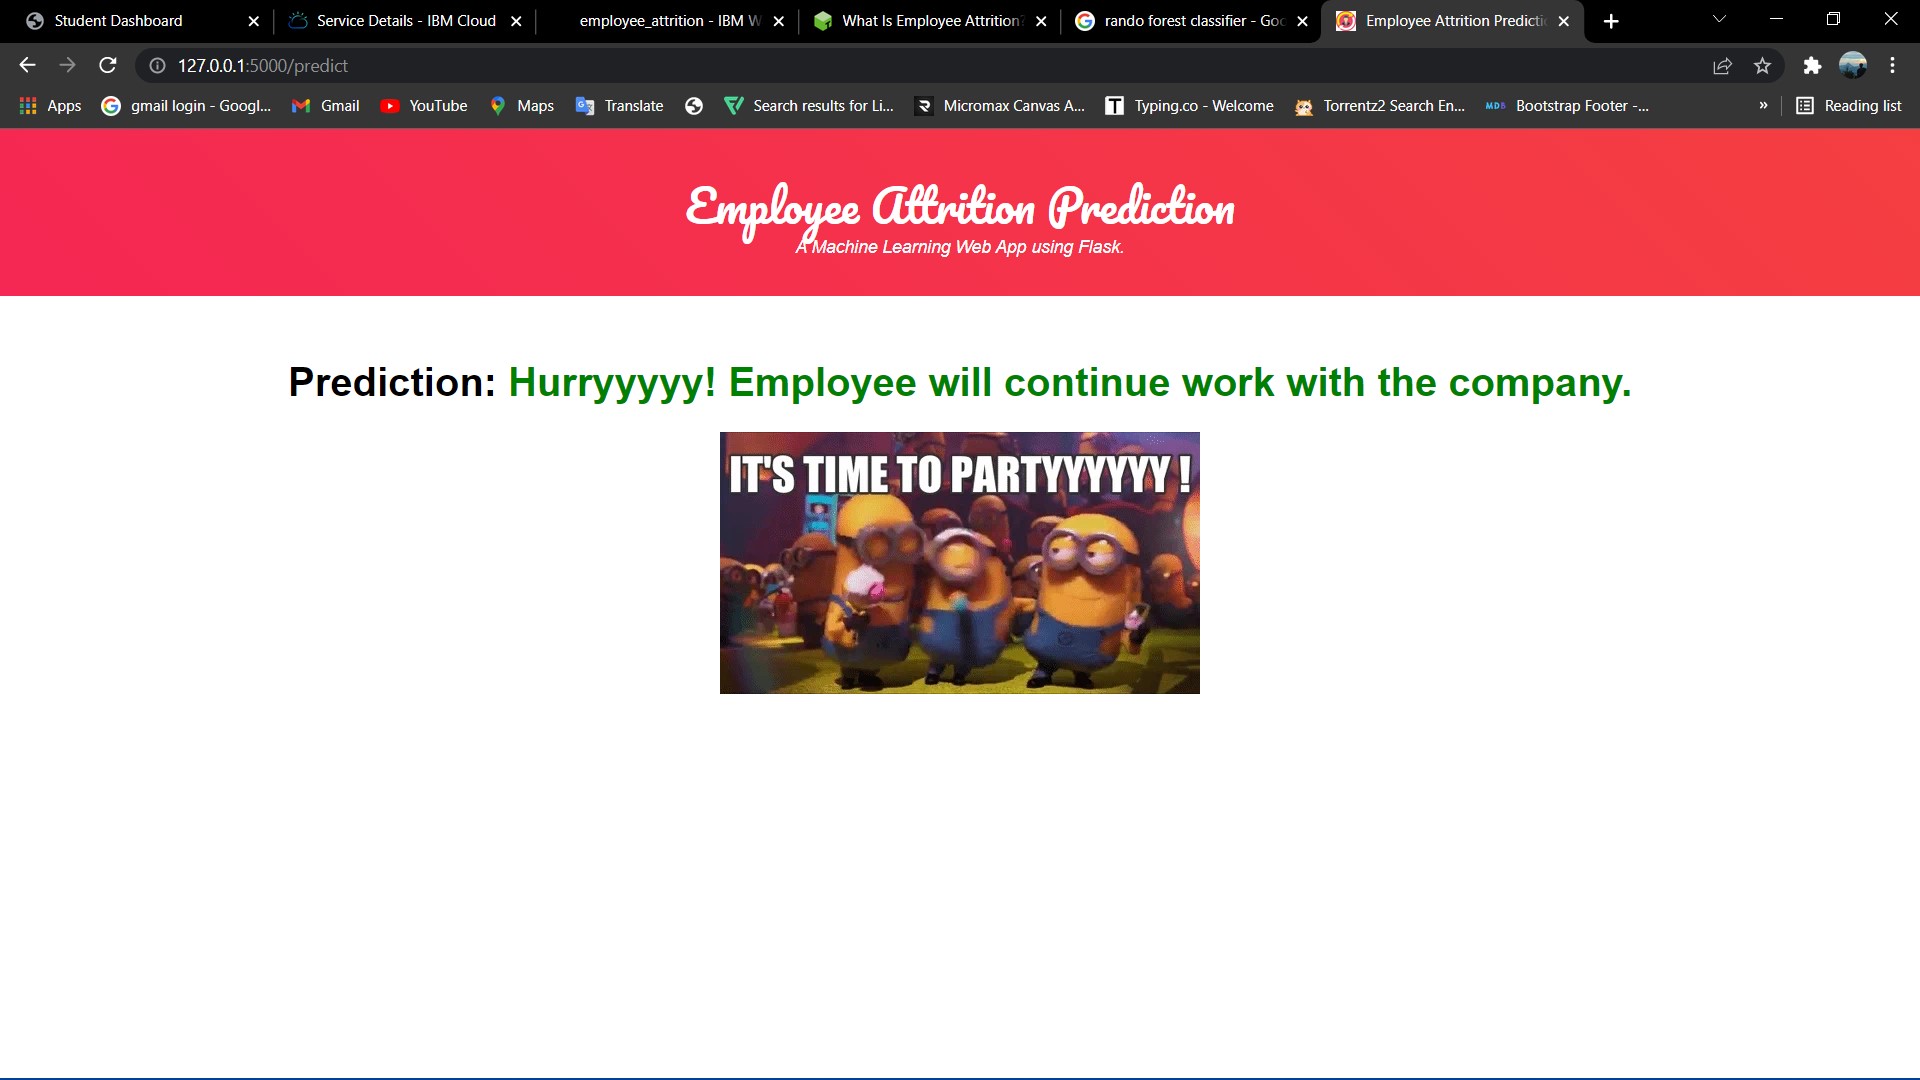 Student Dashboard
Service Details - IBM Cloud
employee_attrition - IBM W
What Is Employee Attrition?
rando forest classifier - Goo
Employee Attrition Predicti
127.0.0.1:5000/predict
Apps
gmail login - Googl...
Gmail
YouTube
Maps
Translate
Search results for Li...
Micromax Canvas A...
Typing.co - Welcome
Torrentz2 Search En...
MDB
Bootstrap Footer -...
»
Reading list
Employee Attrition Prediction
A Machine Learning Web App using Flask.
Prediction: Hurryyyyy! Employee will continue work with the company.
IT'S TIME TO PARTYYYYYY !